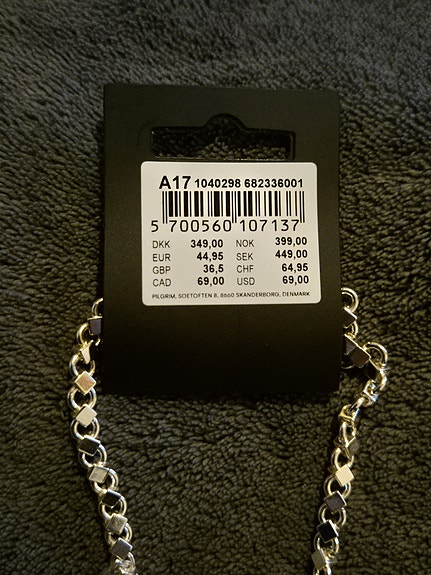 A17 1040298 682336001
5 700560 107137
DKK 349,00 NOK 399,00
EUR 44,95 SEK 449,00
GBP 36,5 CHF 64,95
CAD 69,00 USD 69,00
PILGRIM, SOETOFTEN 8, 8660 SKANDERBORG, DENMARK